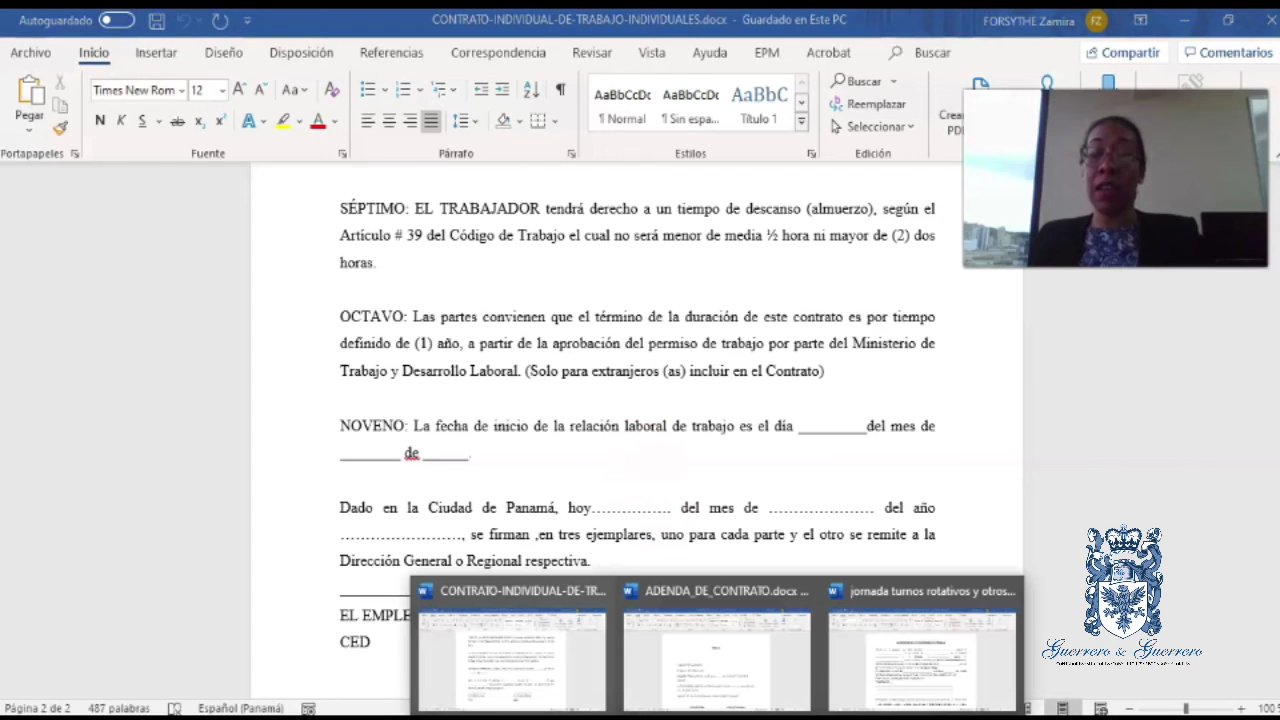 Autoguardado
CONTRATO-INDIVIDUAL-DE-TRABAJO-INDIVIDUALES.docx - Guardado en Este PC
FORSYTHE Zamira FZ
Archivo Inicio Insertar Diseño Disposición Referencias Correspondencia Revisar Vista Ayuda EPM Acrobat Buscar Compartir Comentarios
Pegar
Times New Rom 12
N K S ab
AaBbCcDc AaBbCcDc AaBbC
¶ Normal ¶ Sin espa... Título 1
Buscar
Reemplazar
Seleccionar
Portapapeles Fuente Párrafo Estilos Edición
SÉPTIMO: EL TRABAJADOR tendrá derecho a un tiempo de descanso (almuerzo), según el
Artículo # 39 del Código de Trabajo el cual no será menor de media ½ hora ni mayor de (2) dos
horas.
OCTAVO: Las partes convienen que el término de la duración de este contrato es por tiempo
definido de (1) año, a partir de la aprobación del permiso de trabajo por parte del Ministerio de
Trabajo y Desarrollo Laboral. (Solo para extranjeros (as) incluir en el Contrato)
NOVENO: La fecha de inicio de la relación laboral de trabajo es el día _________del mes de
________ de ______.
Dado en la Ciudad de Panamá, hoy…………… del mes de ………………… del año
……………………, se firman ,en tres ejemplares, uno para cada parte y el otro se remite a la
Dirección General o Regional respectiva.
EL EMPLE
CED
CONTRATO-INDIVIDUAL-DE-TR... ADENDA_DE_CONTRATO.docx ... jornada turnos rotativos y otros...
Página 2 de 2 487 palabras Español (Panamá) 100